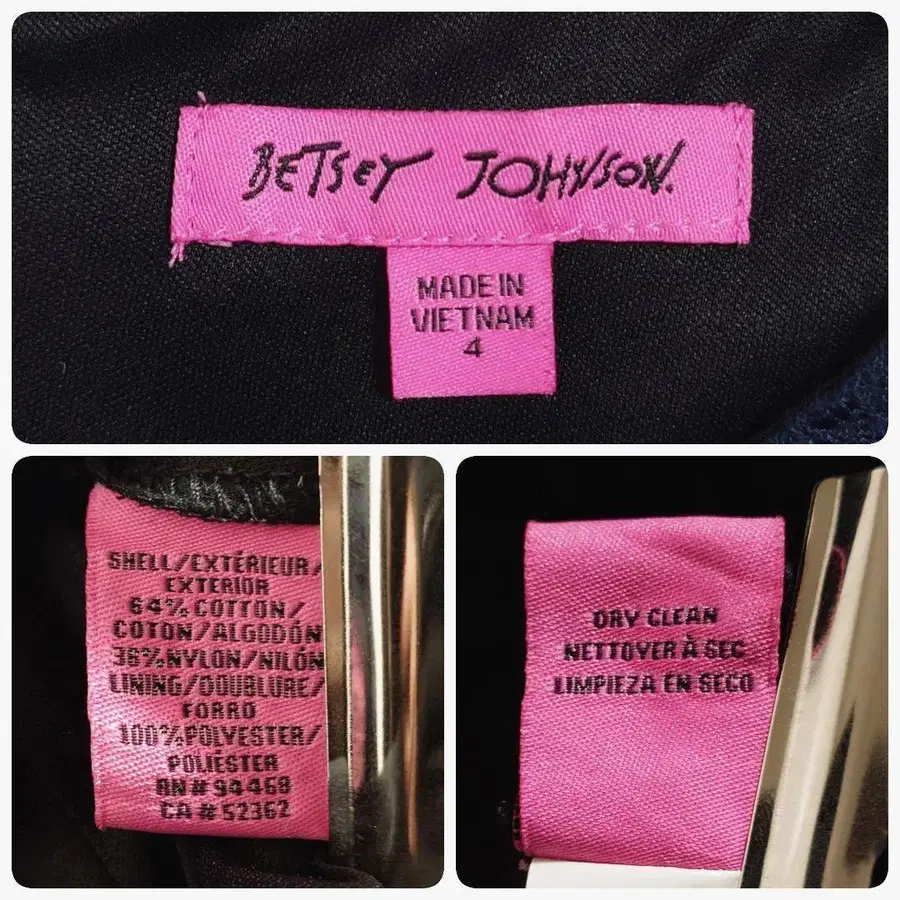 BETSEY JOHNSON.
MADE IN
VIETNAM
4
SHELL/EXTÉRIEUR/
EXTERIOR
64% COTTON/
COTON/ALGODÓN
36% NYLON/NILÓN
LINING/DOUBLURE/
FORRO
100% POLYESTER/
POLIÉSTER
RN# 94468
CA# 52362
DRY CLEAN
NETTOYER À SEC
LIMPIEZA EN SECO